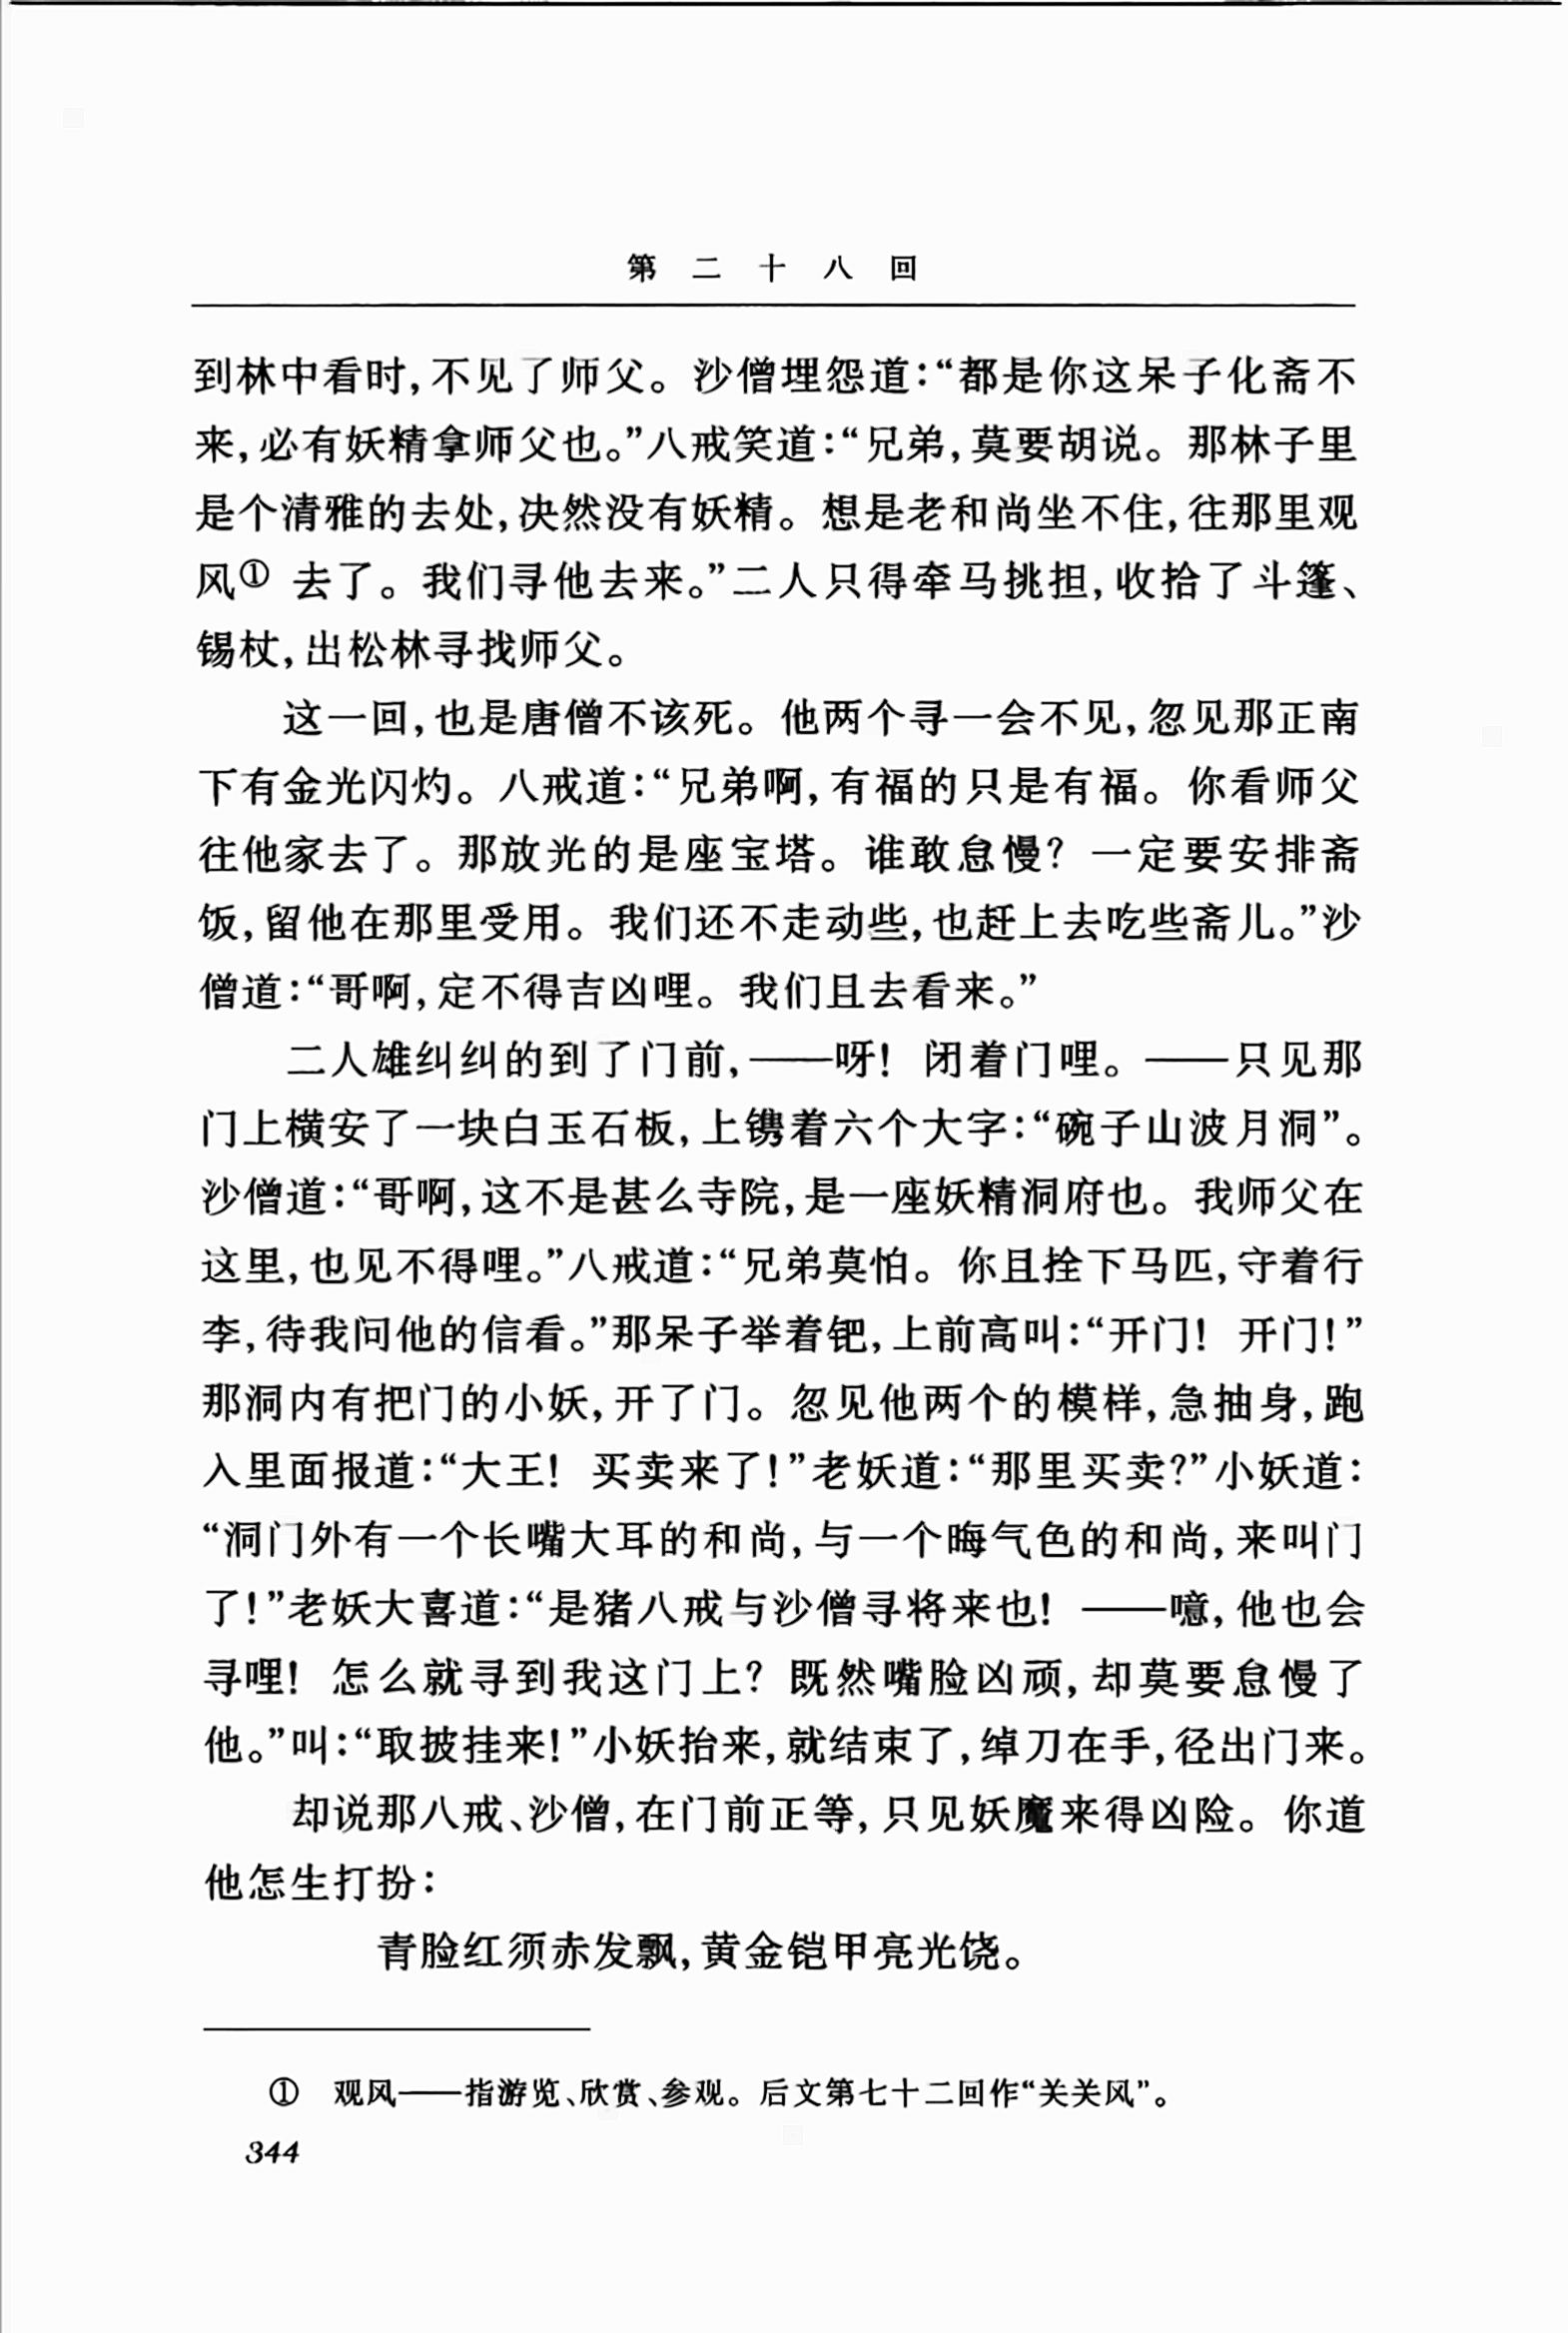 第二十八回
到林中看时，不见了师父。沙僧埋怨道：“都是你这呆子化斋不
来，必有妖精拿师父也。”八戒笑道：“兄弟，莫要胡说。那林子里
是个清雅的去处，决然没有妖精。想是老和尚坐不住，往那里观
风① 去了。我们寻他去来。”二人只得牵马挑担，收拾了斗篷、
锡杖，出松林寻找师父。
这一回，也是唐僧不该死。他两个寻一会不见，忽见那正南
下有金光闪灼。八戒道：“兄弟啊，有福的只是有福。你看师父
往他家去了。那放光的是座宝塔。谁敢怠慢？一定要安排斋
饭，留他在那里受用。我们还不走动些，也赶上去吃些斋儿。”沙
僧道：“哥啊，定不得吉凶哩。我们且去看来。”
二人雄纠纠的到了门前，——呀！闭着门哩。——只见那
门上横安了一块白玉石板，上镌着六个大字：“碗子山波月洞”。
沙僧道：“哥啊，这不是甚么寺院，是一座妖精洞府也。我师父在
这里，也见不得哩。”八戒道：“兄弟莫怕。你且拴下马匹，守着行
李，待我问他的信看。”那呆子举着钯，上前高叫：“开门！开门！”
那洞内有把门的小妖，开了门。忽见他两个的模样，急抽身，跑
入里面报道：“大王！买卖来了！”老妖道：“那里买卖？”小妖道：
“洞门外有一个长嘴大耳的和尚，与一个晦气色的和尚，来叫门
了！”老妖大喜道：“是猪八戒与沙僧寻将来也！——噫，他也会
寻哩！怎么就寻到我这门上？既然嘴脸凶顽，却莫要怠慢了
他。”叫：“取披挂来！”小妖抬来，就结束了，绰刀在手，径出门来。
却说那八戒、沙僧，在门前正等，只见妖魔来得凶险。你道
他怎生打扮：
青脸红须赤发飘，黄金铠甲亮光饶。
① 观风——指游览、欣赏、参观。后文第七十二回作“关关风”。
344